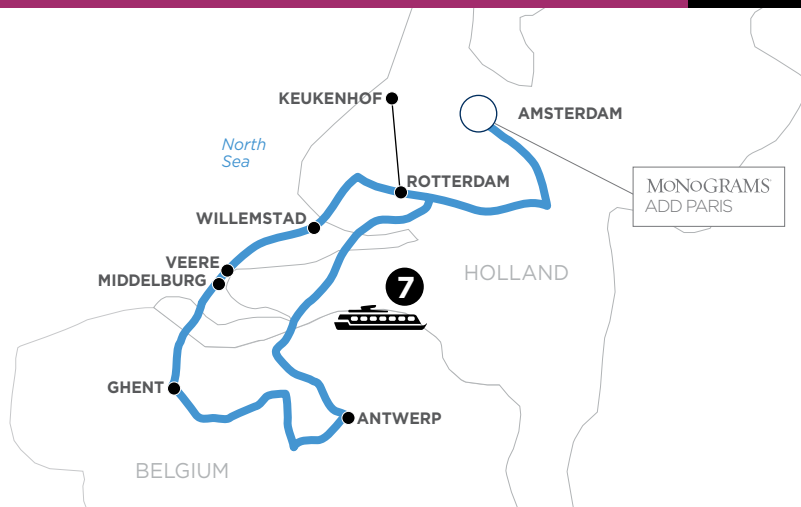 KEUKENHOF
AMSTERDAM
North
Sea
ROTTERDAM
MONOGRAMS
ADD PARIS
WILLEMSTAD
VEERE
MIDDELBURG
HOLLAND
7
GHENT
ANTWERP
BELGIUM